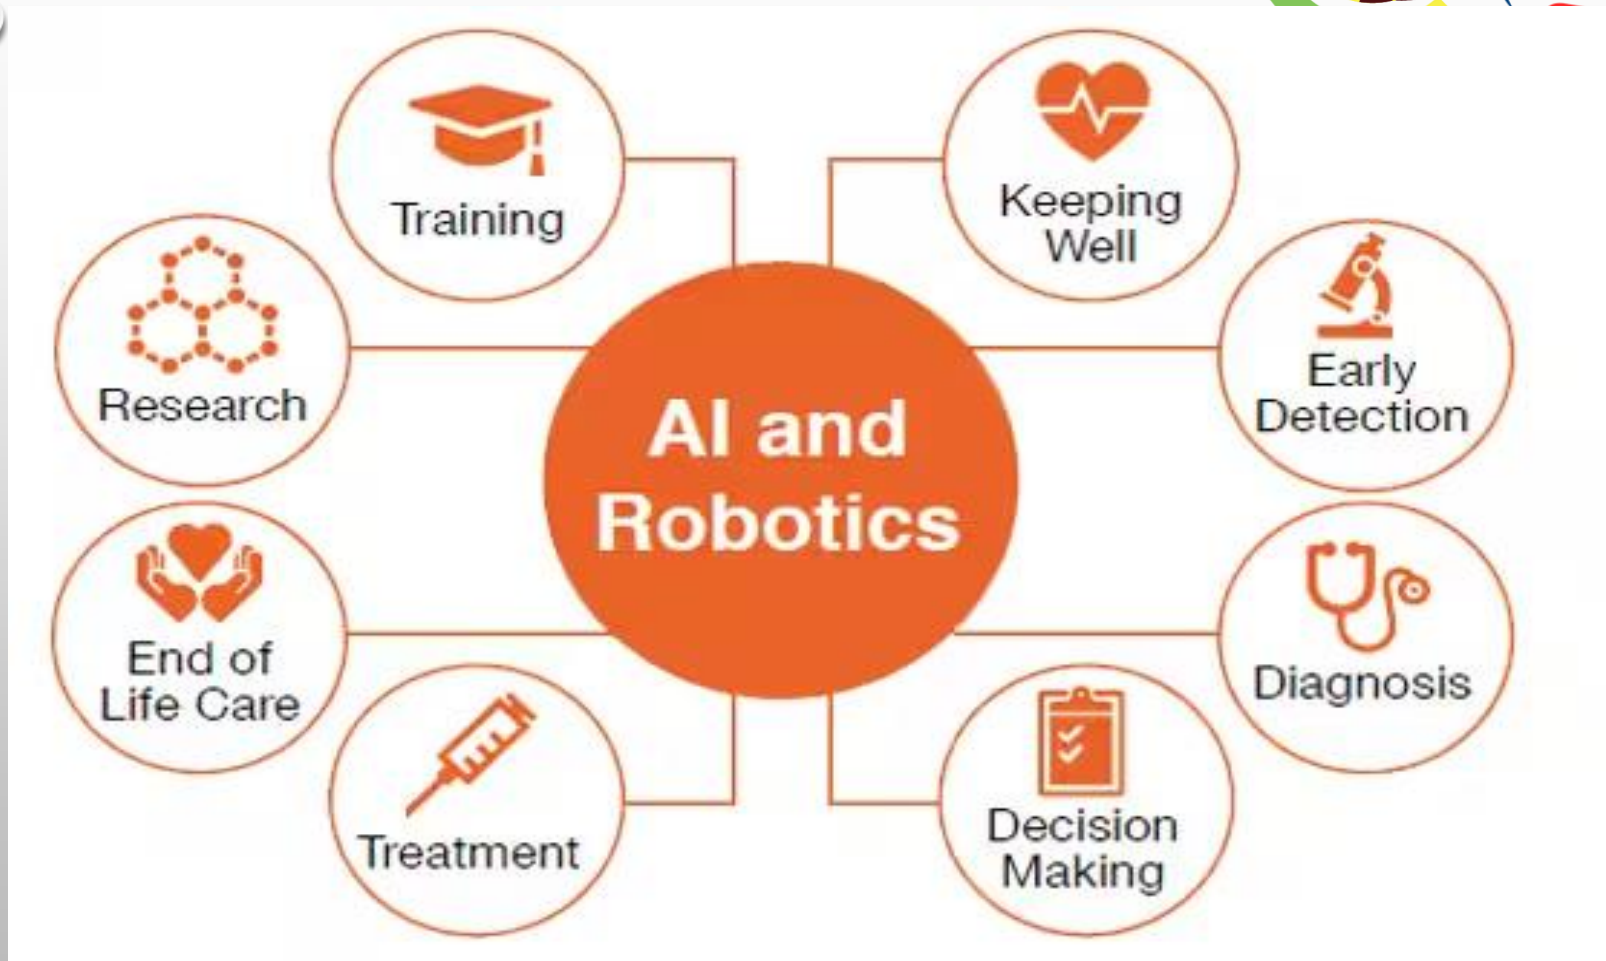 AI and
Robotics
Training
Keeping
Well
Research
Early
Detection
End of
Life Care
Diagnosis
Treatment
Decision
Making